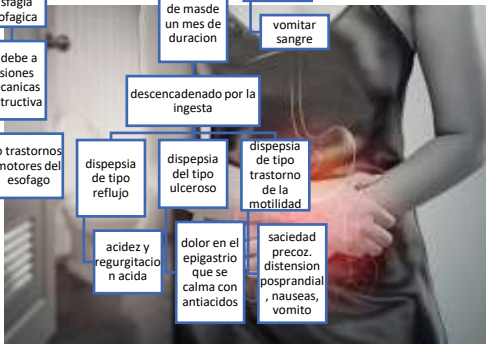 sfagia
ofagica
debe a
siones
canicas
tructiva
o trastornos
motores del
esofago
de masde
un mes de
duracion
vomitar
sangre
descencadenado por la
ingesta
dispepsia
de tipo
reflujo
dispepsia
del tipo
ulceroso
dispepsia
de tipo
trastorno
de la
motilidad
acidez y
regurgitacio
n acida
dolor en el
epigastrio
que se
calma con
antiacidos
saciedad
precoz.
distension
posprandial
, nauseas,
vomito